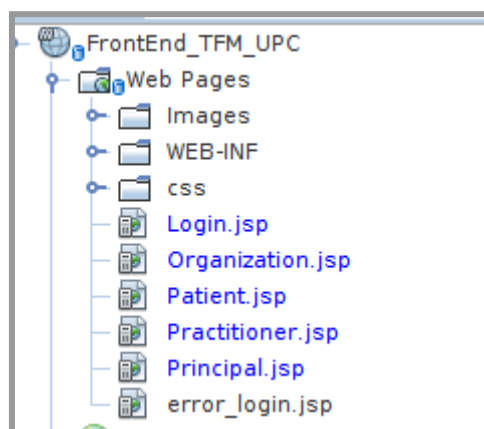 FrontEnd_TFM_UPC
Web Pages
Images
WEB-INF
css
Login.jsp
Organization.jsp
Patient.jsp
Practitioner.jsp
Principal.jsp
error_login.jsp